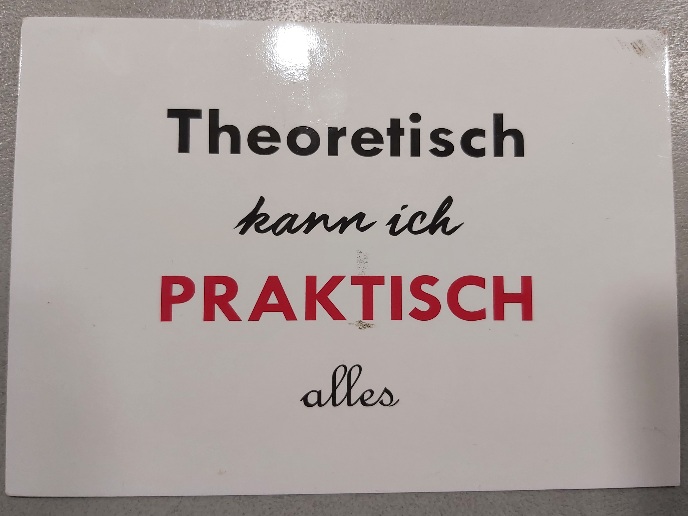 Theoretisch
kann ich
PRAKTISCH
alles